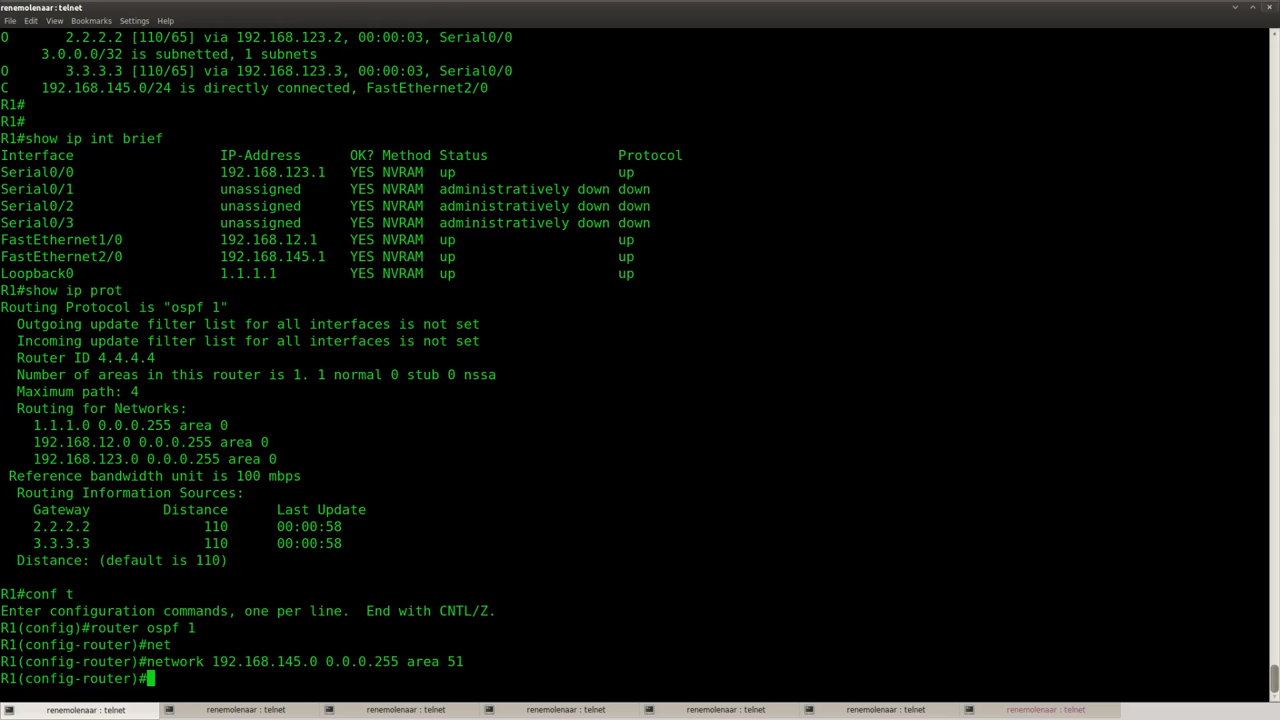 renemolenaar : telnet
File Edit View Bookmarks Settings Help
O       2.2.2.2 [110/65] via 192.168.123.2, 00:00:03, Serial0/0
     3.0.0.0/32 is subnetted, 1 subnets
O       3.3.3.3 [110/65] via 192.168.123.3, 00:00:03, Serial0/0
C    192.168.145.0/24 is directly connected, FastEthernet2/0
R1#
R1#
R1#show ip int brief
Interface                  IP-Address      OK? Method Status                Protocol
Serial0/0                  192.168.123.1   YES NVRAM  up                    up
Serial0/1                  unassigned      YES NVRAM  administratively down down
Serial0/2                  unassigned      YES NVRAM  administratively down down
Serial0/3                  unassigned      YES NVRAM  administratively down down
FastEthernet1/0            192.168.12.1    YES NVRAM  up                    up
FastEthernet2/0            192.168.145.1   YES NVRAM  up                    up
Loopback0                  1.1.1.1         YES NVRAM  up                    up
R1#show ip prot
Routing Protocol is "ospf 1"
  Outgoing update filter list for all interfaces is not set
  Incoming update filter list for all interfaces is not set
  Router ID 4.4.4.4
  Number of areas in this router is 1. 1 normal 0 stub 0 nssa
  Maximum path: 4
  Routing for Networks:
    1.1.1.0 0.0.0.255 area 0
    192.168.12.0 0.0.0.255 area 0
    192.168.123.0 0.0.0.255 area 0
 Reference bandwidth unit is 100 mbps
  Routing Information Sources:
    Gateway         Distance      Last Update
    2.2.2.2              110      00:00:58
    3.3.3.3              110      00:00:58
  Distance: (default is 110)
R1#conf t
Enter configuration commands, one per line.  End with CNTL/Z.
R1(config)#router ospf 1
R1(config-router)#net
R1(config-router)#network 192.168.145.0 0.0.0.255 area 51
R1(config-router)#
renemolenaar : telnet renemolenaar : telnet renemolenaar : telnet renemolenaar : telnet renemolenaar : telnet renemolenaar : telnet renemolenaar : telnet